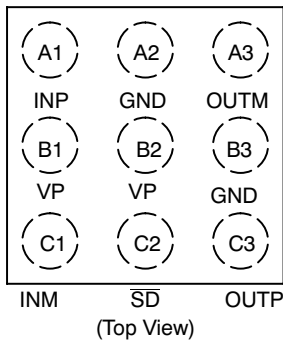 A1 A2 A3
INP GND OUTM
B1 B2 B3
VP VP GND
C1 C2 C3
INM S̅D̅ OUTP
(Top View)